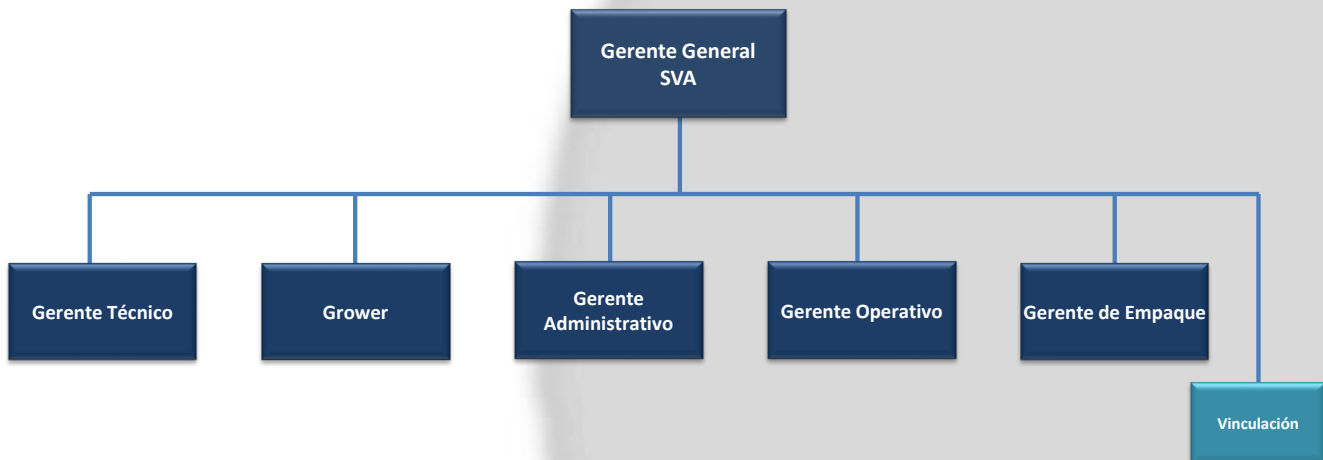 Gerente General
SVA
Gerente Técnico
Grower
Gerente
Administrativo
Gerente Operativo
Gerente de Empaque
Vinculación